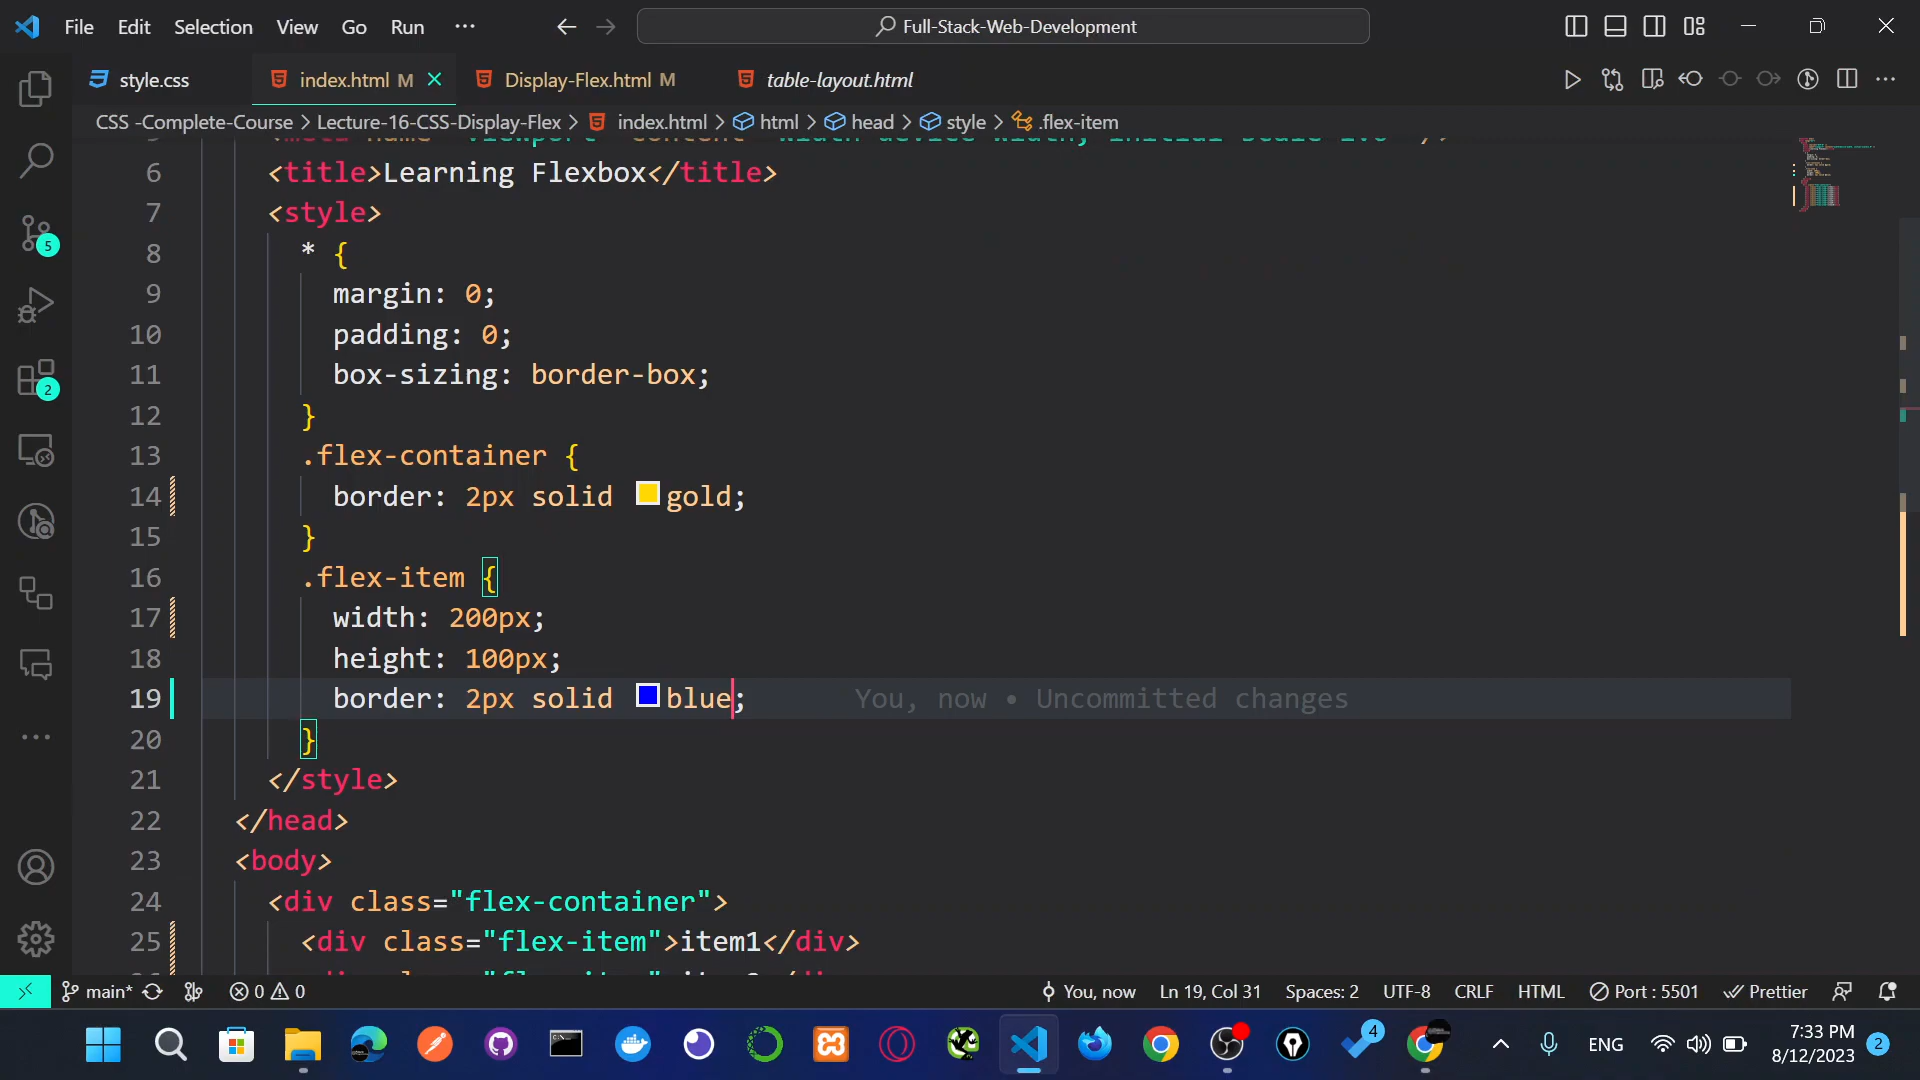 File Edit Selection View Go Run ··· Full-Stack-Web-Development
style.css index.html M Display-Flex.html M table-layout.html
CSS -Complete-Course > Lecture-16-CSS-Display-Flex > index.html > html > head > style > .flex-item
6 <title>Learning Flexbox</title>
7 <style>
8 * {
9 margin: 0;
10 padding: 0;
11 box-sizing: border-box;
12 }
13 .flex-container {
14 border: 2px solid gold;
15 }
16 .flex-item {
17 width: 200px;
18 height: 100px;
19 border: 2px solid blue; You, now • Uncommitted changes
20 }
21 </style>
22 </head>
23 <body>
24 <div class="flex-container">
25 <div class="flex-item">item1</div>
5
2
main* 0 0 You, now Ln 19, Col 31 Spaces: 2 UTF-8 CRLF HTML Port : 5501 Prettier
4 ENG 7:33 PM 2
8/12/2023